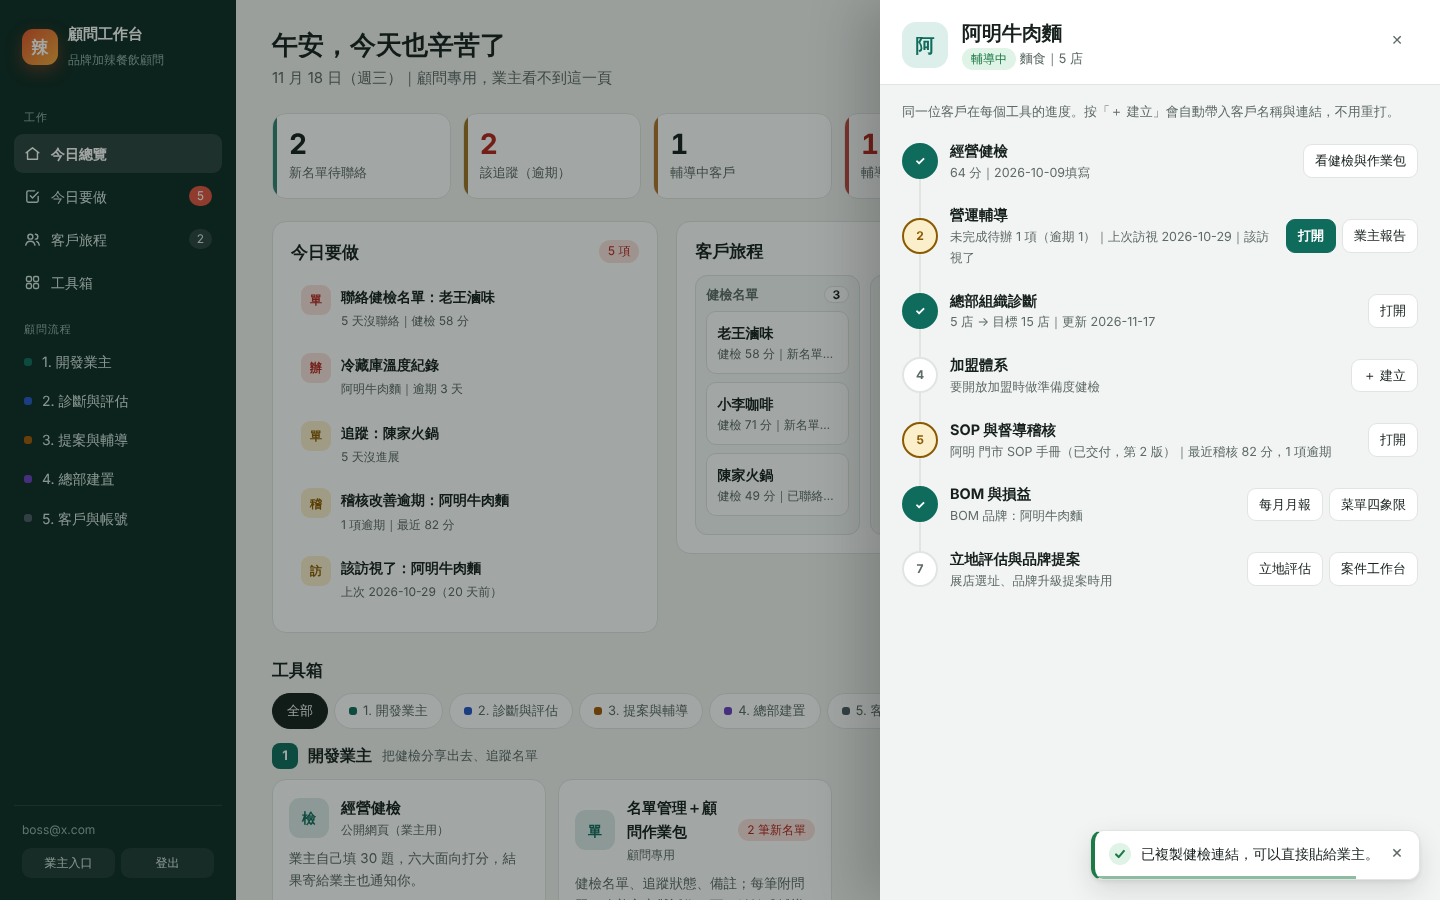 辣
顧問工作台
品牌加辣餐飲顧問
工作
今日總覽
今日要做
5
客戶旅程
2
工具箱
顧問流程
1. 開發業主
2. 診斷與評估
3. 提案與輔導
4. 總部建置
5. 客戶與帳號
boss@x.com
業主入口
登出
午安，今天也辛苦了
11 月 18 日（週三）｜顧問專用，業主看不到這一頁
2
新名單待聯絡
2
該追蹤（逾期）
1
輔導中客戶
1
今日要做
5 項
單
聯絡健檢名單：老王滷味
5 天沒聯絡｜健檢 58 分
辦
冷藏庫溫度紀錄
阿明牛肉麵｜逾期 3 天
單
追蹤：陳家火鍋
5 天沒進展
稽
稽核改善逾期：阿明牛肉麵
1 項逾期｜最近 82 分
訪
該訪視了：阿明牛肉麵
上次 2026-10-29（20 天前）
客戶旅程
健檢名單
3
老王滷味
健檢 58 分｜新名單...
小李咖啡
健檢 71 分｜新名單...
陳家火鍋
健檢 49 分｜已聯絡...
工具箱
全部
1. 開發業主
2. 診斷與評估
3. 提案與輔導
4. 總部建置
5. 客
1
開發業主
把健檢分享出去、追蹤名單
檢
經營健檢
公開網頁（業主用）
業主自己填 30 題，六大面向打分，結
果寄給業主也通知你。
單
名單管理＋顧
問作業包
顧問專用
2 筆新名單
健檢名單、追蹤狀態、備註；每筆附問
阿
阿明牛肉麵
輔導中
麵食｜5 店
×
同一位客戶在每個工具的進度。按「＋ 建立」會自動帶入客戶名稱與連結，不用重打。
經營健檢
64 分｜2026-10-09填寫
看健檢與作業包
2
營運輔導
未完成待辦 1 項（逾期 1）｜上次訪視 2026-10-29｜該訪
視了
打開
業主報告
總部組織診斷
5 店 → 目標 15 店｜更新 2026-11-17
打開
4
加盟體系
要開放加盟時做準備度健檢
＋ 建立
5
SOP 與督導稽核
阿明 門市 SOP 手冊（已交付，第 2 版）｜最近稽核 82 分，1 項逾期
打開
BOM 與損益
BOM 品牌：阿明牛肉麵
每月月報
菜單四象限
7
立地評估與品牌提案
展店選址、品牌升級提案時用
立地評估
案件工作台
已複製健檢連結，可以直接貼給業主。
×